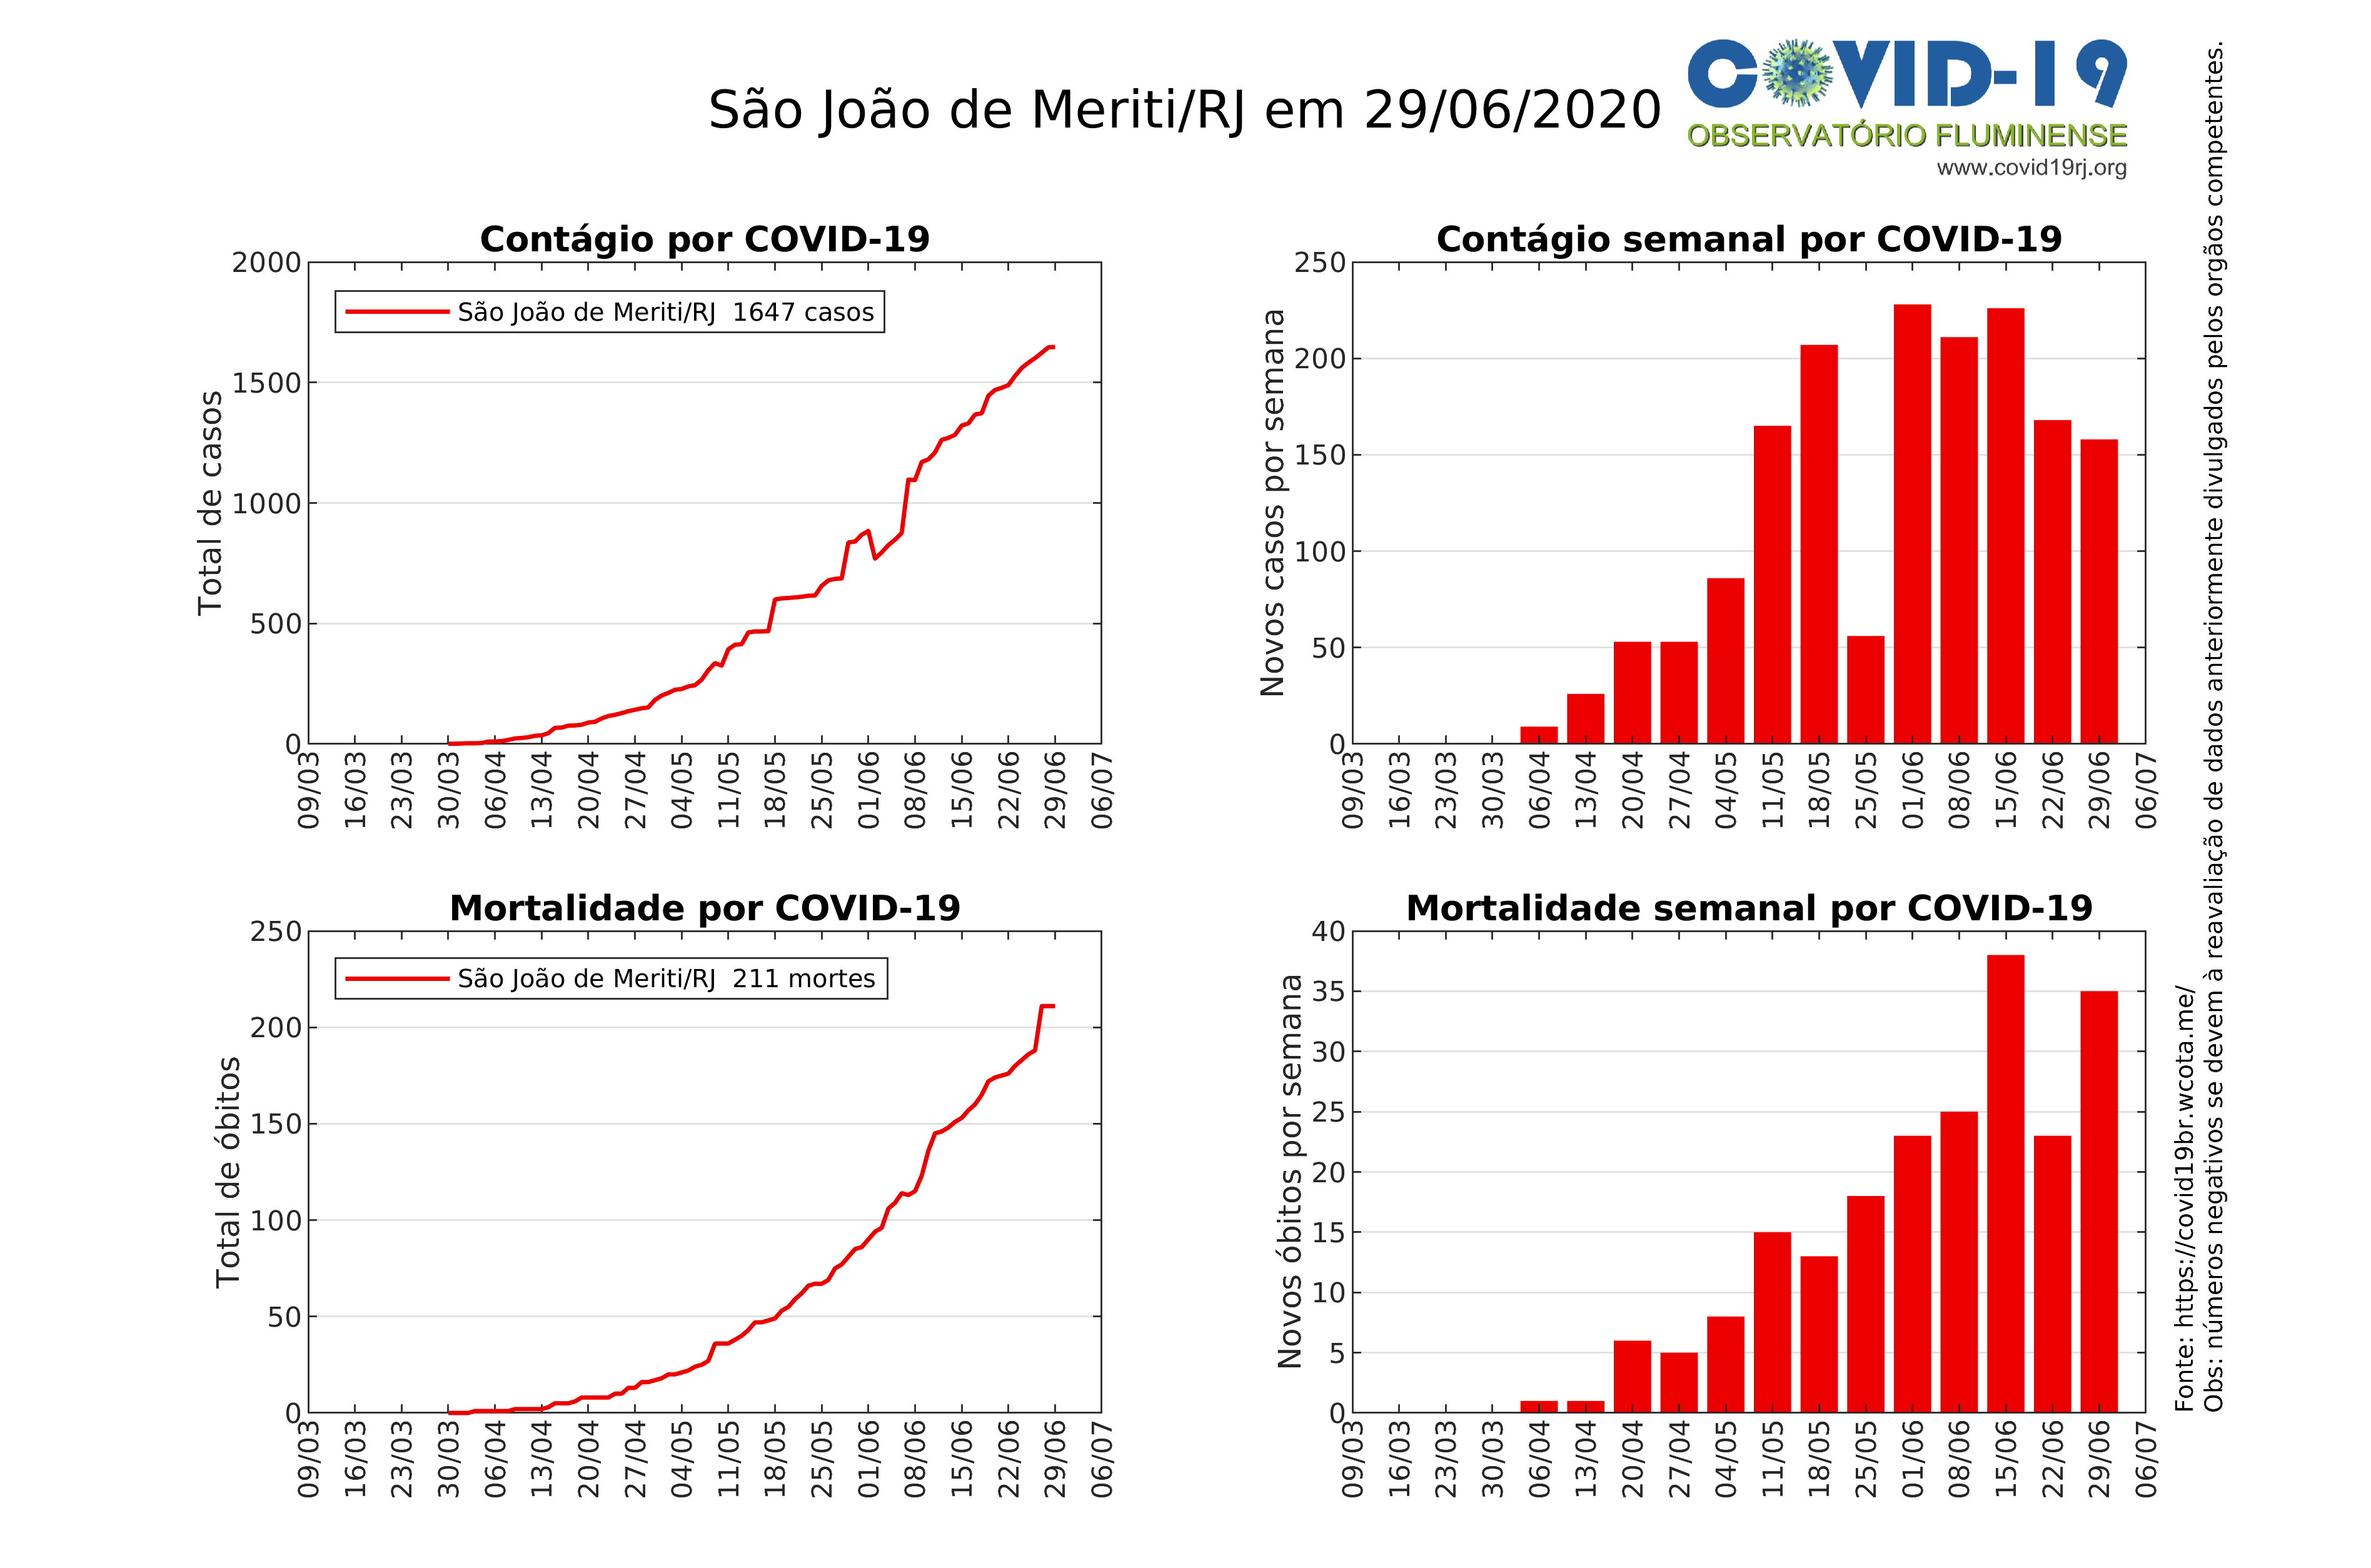 São João de Meriti/RJ em 29/06/2020
COVID-19
OBSERVATÓRIO FLUMINENSE
www.covid19rj.org
Contágio por COVID-19
Total de casos
2000
1500
1000
500
0
São João de Meriti/RJ 1647 casos
09/03 16/03 23/03 30/03 06/04 13/04 20/04 27/04 04/05 11/05 18/05 25/05 01/06 08/06 15/06 22/06 29/06 06/07
Contágio semanal por COVID-19
Novos casos por semana
250
200
150
100
50
0
09/03 16/03 23/03 30/03 06/04 13/04 20/04 27/04 04/05 11/05 18/05 25/05 01/06 08/06 15/06 22/06 29/06 06/07
Mortalidade por COVID-19
Total de óbitos
250
200
150
100
50
0
São João de Meriti/RJ 211 mortes
09/03 16/03 23/03 30/03 06/04 13/04 20/04 27/04 04/05 11/05 18/05 25/05 01/06 08/06 15/06 22/06 29/06 06/07
Mortalidade semanal por COVID-19
Novos óbitos por semana
40
35
30
25
20
15
10
5
0
09/03 16/03 23/03 30/03 06/04 13/04 20/04 27/04 04/05 11/05 18/05 25/05 01/06 08/06 15/06 22/06 29/06 06/07
Fonte: https://covid19br.wcota.me/
Obs: números negativos se devem à reavaliação de dados anteriormente divulgados pelos orgãos competentes.